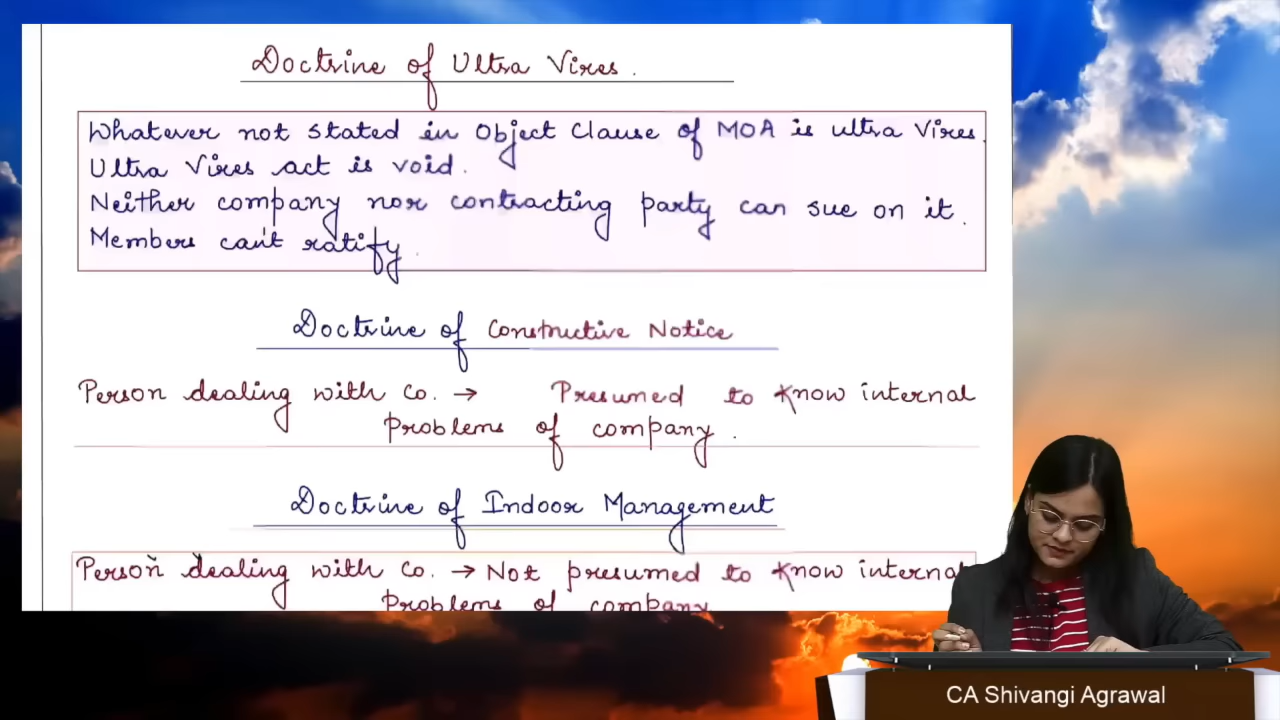 Doctrine of Ultra Vires.
Whatever not stated in Object Clause of MOA is ultra Vires.
Ultra Vires act is void.
Neither company nor contracting party can sue on it.
Members can't ratify.
Doctrine of Constructive Notice
Person dealing with Co. → Presumed to know internal
Problems of company.
Doctrine of Indoor Management
Person dealing with Co. → Not presumed to know internal
Problems of company
CA Shivangi Agrawal